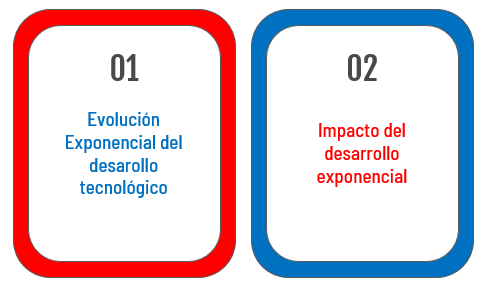 01
Evolución
Exponencial del
desarollo
tecnológico
02
Impacto del
desarrollo
exponencial